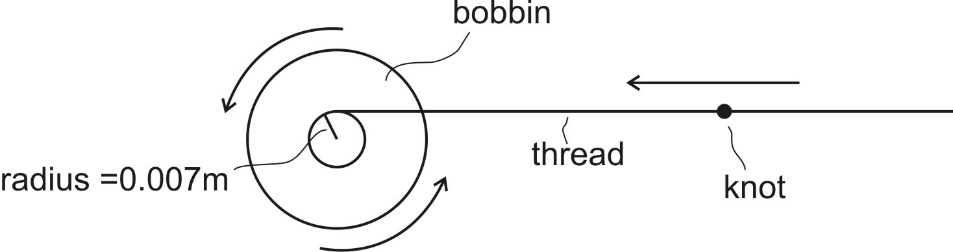 bobbin
thread
radius =0.007m
knot